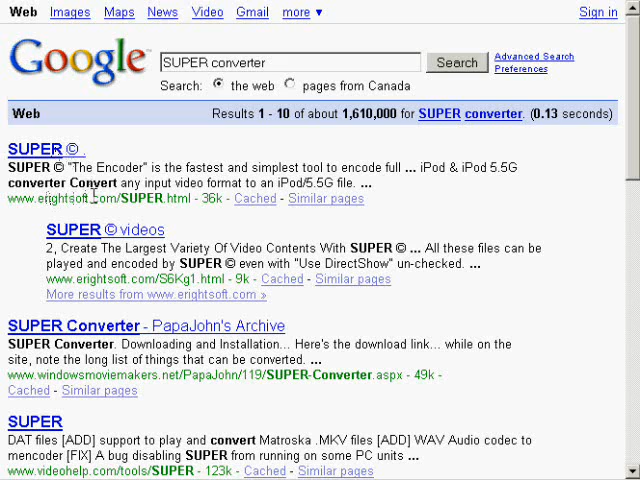 Web Images Maps News Video Gmail more ▼ Sign in
Google™ SUPER converter Search Advanced Search
Preferences
Search: the web pages from Canada
Web Results 1 - 10 of about 1,610,000 for SUPER converter. (0.13 seconds)
SUPER © .
SUPER © "The Encoder" is the fastest and simplest tool to encode full ... iPod & iPod 5.5G
converter Convert any input video format to an iPod/5.5G file. ...
www.erightsoft.com/SUPER.html - 36k - Cached - Similar pages
SUPER © videos
2, Create The Largest Variety Of Video Contents With SUPER © ... All these files can be
played and encoded by SUPER © even with "Use DirectShow" un-checked. ...
www.erightsoft.com/S6Kg1.html - 9k - Cached - Similar pages
More results from www.erightsoft.com »
SUPER Converter - PapaJohn's Archive
SUPER Converter. Downloading and Installation... Here's the download link... while on the
site, note the long list of things that can be converted. ...
www.windowsmoviemakers.net/PapaJohn/119/SUPER-Converter.aspx - 49k -
Cached - Similar pages
SUPER
DAT files [ADD] support to play and convert Matroska .MKV files [ADD] WAV Audio codec to
mencoder [FIX] A bug disabling SUPER from running on some PC units ...
www.videohelp.com/tools/SUPER - 123k - Cached - Similar pages